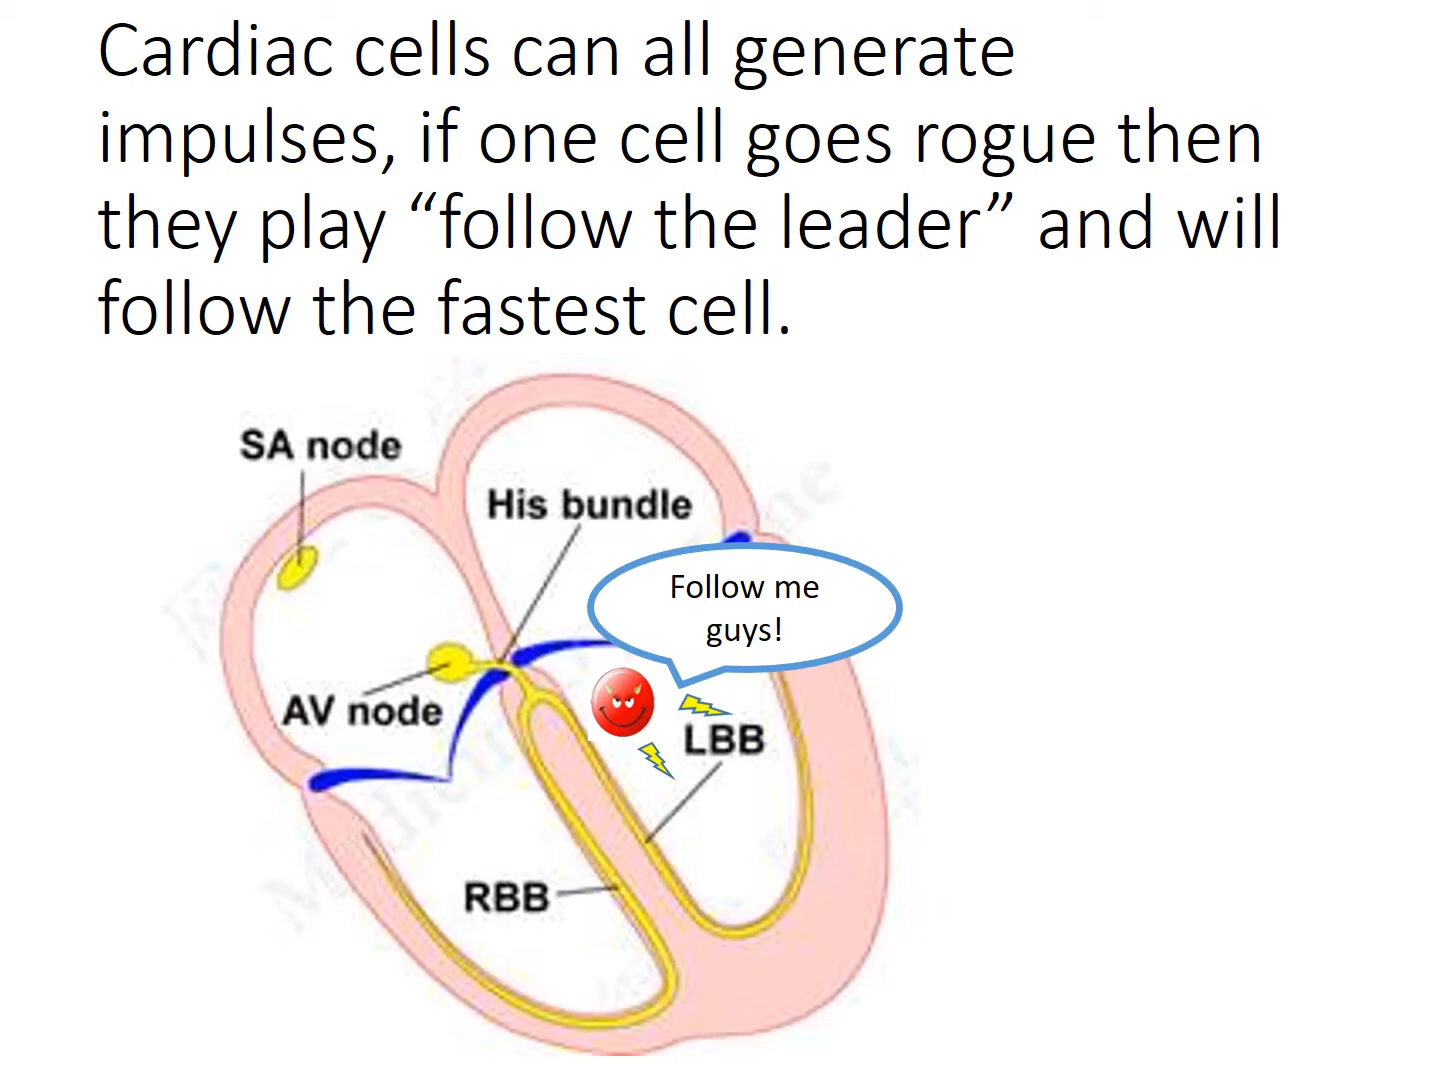 Cardiac cells can all generate
impulses, if one cell goes rogue then
they play “follow the leader” and will
follow the fastest cell.
SA node
His bundle
Follow me
guys!
AV node
LBB
RBB